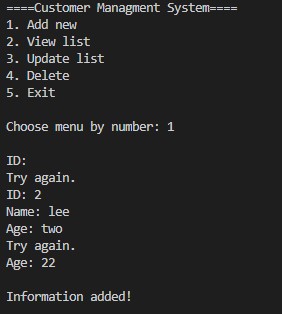 ====Customer Managment System====
1. Add new
2. View list
3. Update list
4. Delete
5. Exit
Choose menu by number: 1
ID:
Try again.
ID: 2
Name: lee
Age: two
Try again.
Age: 22
Information added!